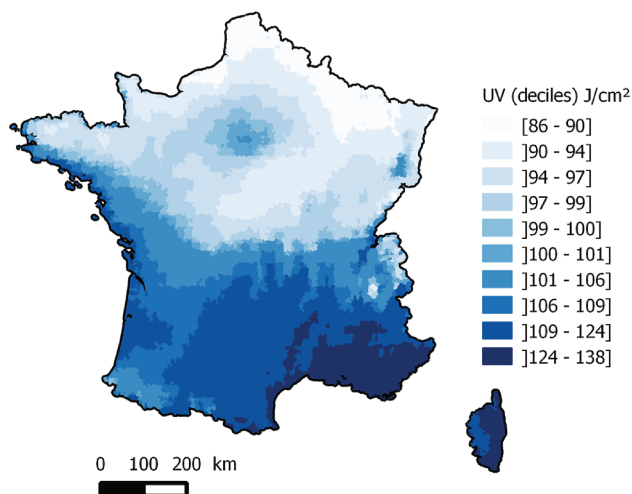 UV (deciles) J/cm²
[86 - 90]
]90 - 94]
]94 - 97]
]97 - 99]
]99 - 100]
]100 - 101]
]101 - 106]
]106 - 109]
]109 - 124]
]124 - 138]
0 100 200 km